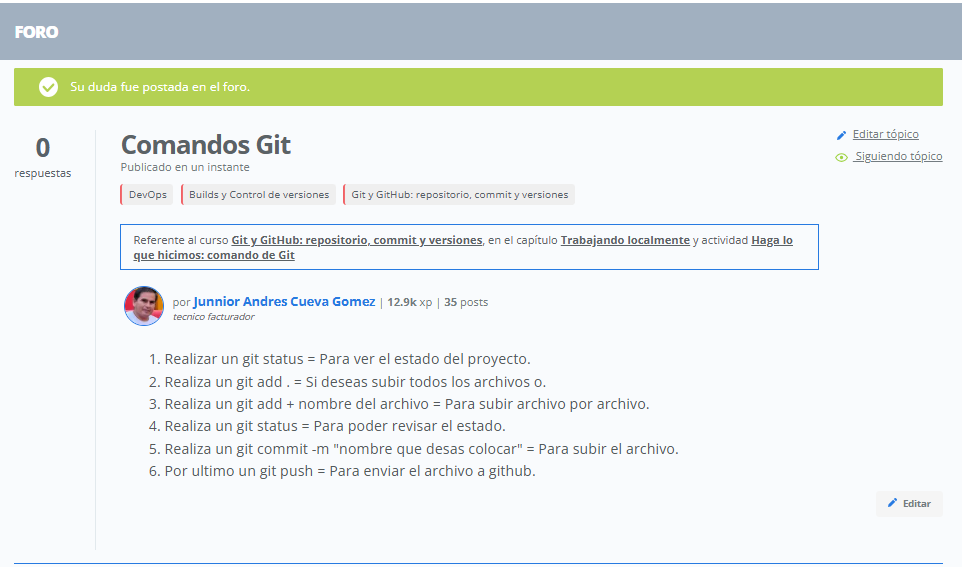 FORO
Su duda fue postada en el foro.
0
respuestas
Comandos Git
Publicado en un instante
Editar tópico
Siguiendo tópico
DevOps
Builds y Control de versiones
Git y GitHub: repositorio, commit y versiones
Referente al curso Git y GitHub: repositorio, commit y versiones, en el capítulo Trabajando localmente y actividad Haga lo
que hicimos: comando de Git
por Junnior Andres Cueva Gomez | 12.9k xp | 35 posts
tecnico facturador
1. Realizar un git status = Para ver el estado del proyecto.
2. Realiza un git add . = Si deseas subir todos los archivos o.
3. Realiza un git add + nombre del archivo = Para subir archivo por archivo.
4. Realiza un git status = Para poder revisar el estado.
5. Realiza un git commit -m "nombre que desas colocar" = Para subir el archivo.
6. Por ultimo un git push = Para enviar el archivo a github.
Editar